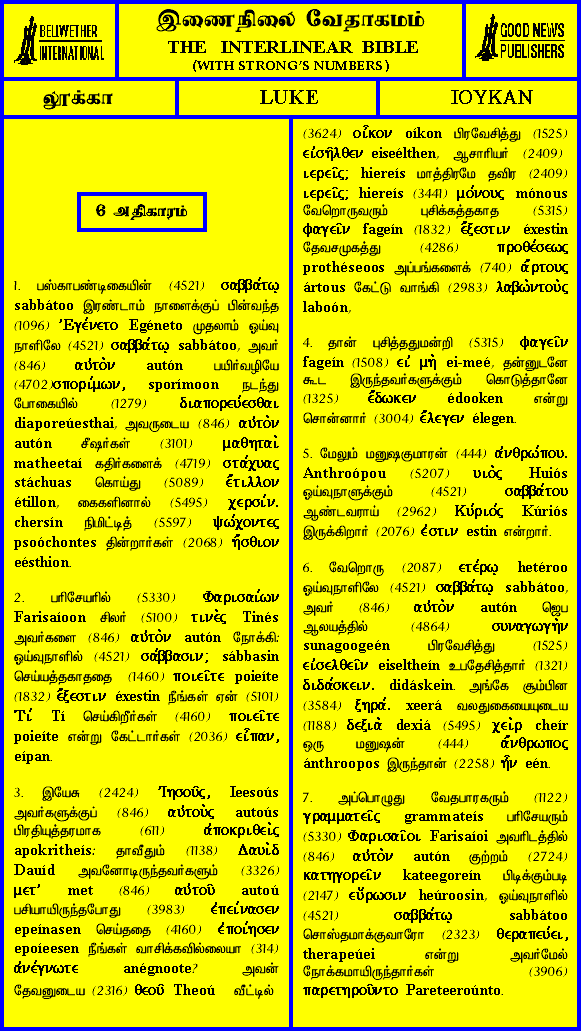 BELLWETHER
INTERNATIONAL
இணைநிலை வேதாகமம்
THE INTERLINEAR BIBLE
(WITH STRONG'S NUMBERS)
GOOD NEWS
PUBLISHERS
லூக்கா
LUKE
ΙΟΥΚΑΝ
6 அதிகாரம்
1. பஸ்காபண்டிகையின் (4521) σαββάτῳ
sabbátoo இரண்டாம் நாளைக்குப் பின்வந்த
(1096) Ἐγένετο Egéneto முதலாம் ஓய்வு
நாளிலே (4521) σαββάτῳ sabbátoo, அவர்
(846) αὐτὸν autón பயிர்வழியே
(4702)σπορίμων, sporímoon நடந்து
போகையில் (1279) διαπορεύεσθαι
diaporeúesthai, அவருடைய (846) αὐτὸν
autón சீஷர்கள் (3101) μαθηταὶ
matheetaí கதிர்களைக் (4719) στάχυας
stáchuas கொய்து (5089) ἔτιλλον
étillon, கைகளினால் (5495) χερσίν.
chersín நிமிட்டித் (5597) ψώχοντες
psoóchontes தின்றார்கள் (2068) ἤσθιον
eésthion.
2. பரிசேயரில் (5330) Φαρισαίων
Farisaíoon சிலர் (5100) τινὲς Tinés
அவர்களை (846) αὐτὸν autón நோக்கி:
ஓய்வுநாளில் (4521) σάββασιν; sábbasin
செய்யத்தகாததை (1460) ποιεῖτε poieíte
(1832) ἔξεστιν éxestin நீங்கள் ஏன் (5101)
Τί Tí செய்கிறீர்கள் (4160) ποιεῖτε
poieíte என்று கேட்டார்கள் (2036) εἶπαν,
eípan.
3. இயேசு (2424) Ἰησοῦς, Ieesoús
அவர்களுக்குப் (846) αὐτοὺς autoús
பிரதியுத்தரமாக (611) ἀποκριθεὶς
apokritheís: தாவீதும் (1138) Δαυὶδ
Dauíd அவனோடிருந்தவர்களும் (3326)
μετ' met (846) αὐτοῦ autoú
பசியாயிருந்தபோது (3983) ἐπείνασεν
epeínasen செய்ததை (4160) ἐποίησεν
epoíeesen நீங்கள் வாசிக்கவில்லையா (314)
ἀνέγνωτε anégnoote? அவன்
தேவனுடைய (2316) θεοῦ Theoú வீட்டில்
(3624) οἶκον oíkon பிரவேசித்து (1525)
εἰσῆλθεν eiseélthen, ஆசாரியர் (2409)
ιερεῖς; hiereís மாத்திரமே தவிர (2409)
ιερεῖς; hiereís (3441) μόνους mónous
வேறொருவரும் புசிக்கத்தகாத (5315)
φαγεῖν fageín (1832) ἔξεστιν éxestin
தேவசமுகத்து (4286) προθέσεως
prothéseoos அப்பங்களைக் (740) ἄρτους
ártous கேட்டு வாங்கி (2983) λαβὼντοὺς
laboón,
4. தான் புசித்ததுமன்றி (5315) φαγεῖν
fageín (1508) εἰ μὴ ei-meé, தன்னுடனே
கூட இருந்தவர்களுக்கும் கொடுத்தானே
(1325) ἔδωκεν édooken என்று
சொன்னார் (3004) ἔλεγεν élegen.
5. மேலும் மனுஷகுமாரன் (444) ἀνθρώπου.
Anthroópou (5207) υιὸς Huiós
ஓய்வுநாளுக்கும் (4521) σαββάτου
ஆண்டவராய் (2962) Κύριός Kúriós
இருக்கிறார் (2076) ἐστιν estin என்றார்.
6. வேறொரு (2087) ετέρῳ hetéroo
ஓய்வுநாளிலே (4521) σαββάτῳ sabbátoo,
அவர் (846) αὐτὸν autón ஜெப
ஆலயத்தில் (4864) συναγωγὴν
sunagoogeén பிரவேசித்து (1525)
εἰσελθεῖν eiseltheín உபதேசித்தார் (1321)
διδάσκειν. didáskein. அங்கே சூம்பின
(3584) ξηρά. xeerá வலதுகையையுடைய
(1188) δεξιὰ dexiá (5495) χεὶρ cheír
ஒரு மனுஷன் (444) ἄνθρωπος
ánthroopos இருந்தான் (2258) ἦν eén.
7. அப்பொழுது வேதபாரகரும் (1122)
γραμματεῖς grammateís பரிசேயரும்
(5330) Φαρισαῖοι Farisaíoi அவரிடத்தில்
(846) αὐτὸν autón குற்றம் (2724)
κατηγορεῖν kateegoreín பிடிக்கும்படி
(2147) εὕρωσιν heúroosin, ஓய்வுநாளில்
(4521) σαββάτῳ sabbátoo
சொஸ்தமாக்குவாரோ (2323) θεραπεύει,
therapeúei என்று அவர்மேல்
நோக்கமாயிருந்தார்கள் (3906)
παρετηροῦντο Pareteeroúnto.